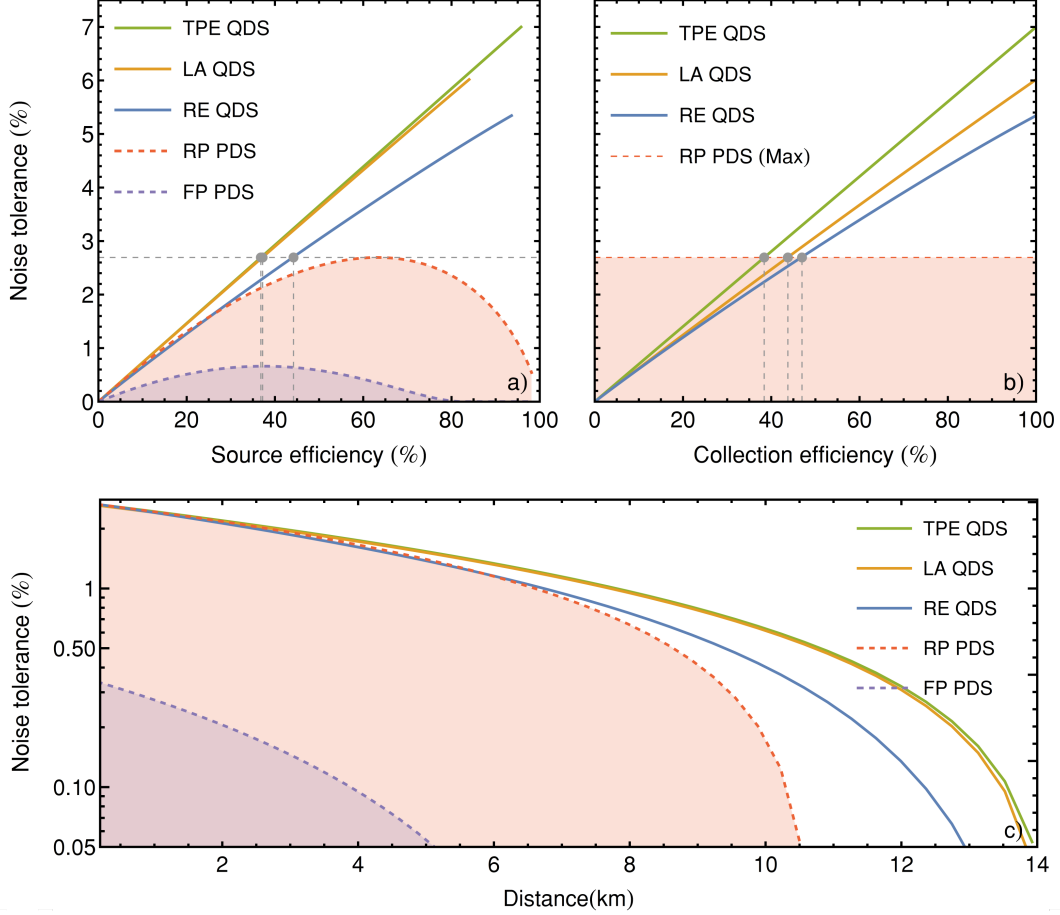 Noise tolerance (%)
7
6
5
4
3
2
1
0
TPE QDS
LA QDS
RE QDS
RP PDS
FP PDS
a)
0 20 40 60 80 100
Source efficiency (%)
TPE QDS
LA QDS
RE QDS
RP PDS (Max)
b)
0 20 40 60 80 100
Collection efficiency (%)
Noise tolerance (%)
1
0.50
0.10
0.05
TPE QDS
LA QDS
RE QDS
RP PDS
FP PDS
c)
2 4 6 8 10 12 14
Distance(km)